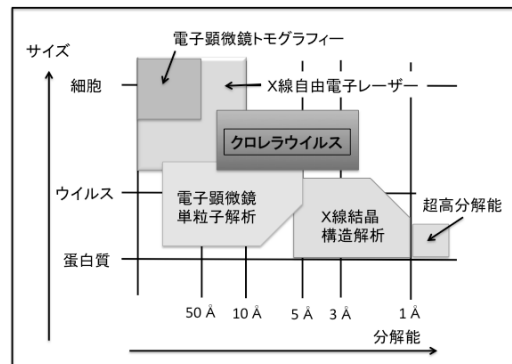 電子顕微鏡トモグラフィー
サイズ
細胞
X線自由電子レーザー
クロレラウイルス
ウイルス
電子顕微鏡
単粒子解析
X線結晶
構造解析
超高分解能
蛋白質
50 Å
10 Å
5 Å
3 Å
1 Å
分解能